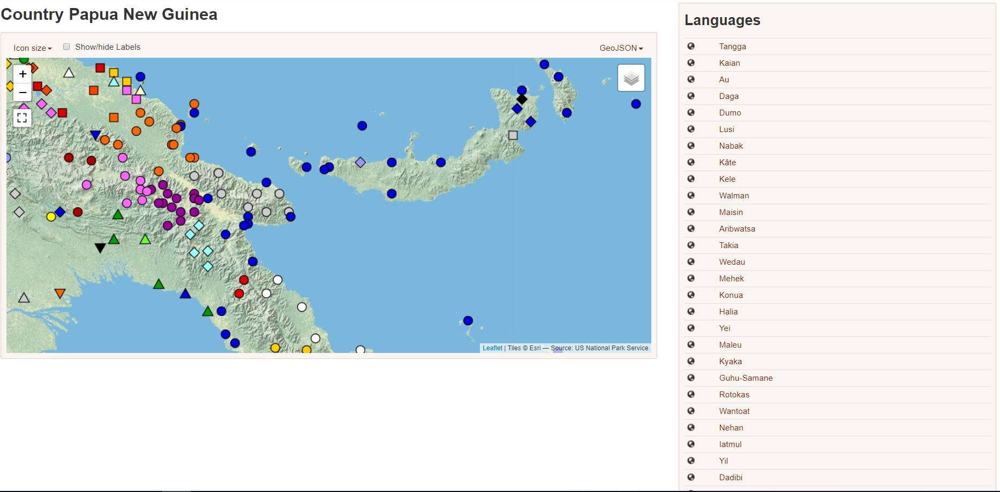 Country Papua New Guinea
Icon size
Show/hide Labels
GeoJSON
+
−
Leaflet | Tiles © Esri — Source: US National Park Service
Languages
Tangga
Kaian
Au
Daga
Dumo
Lusi
Nabak
Kâte
Kele
Walman
Maisin
Aribwatsa
Takia
Wedau
Mehek
Konua
Halia
Yei
Maleu
Kyaka
Guhu-Samane
Rotokas
Wantoat
Nehan
Iatmul
Yil
Dadibi